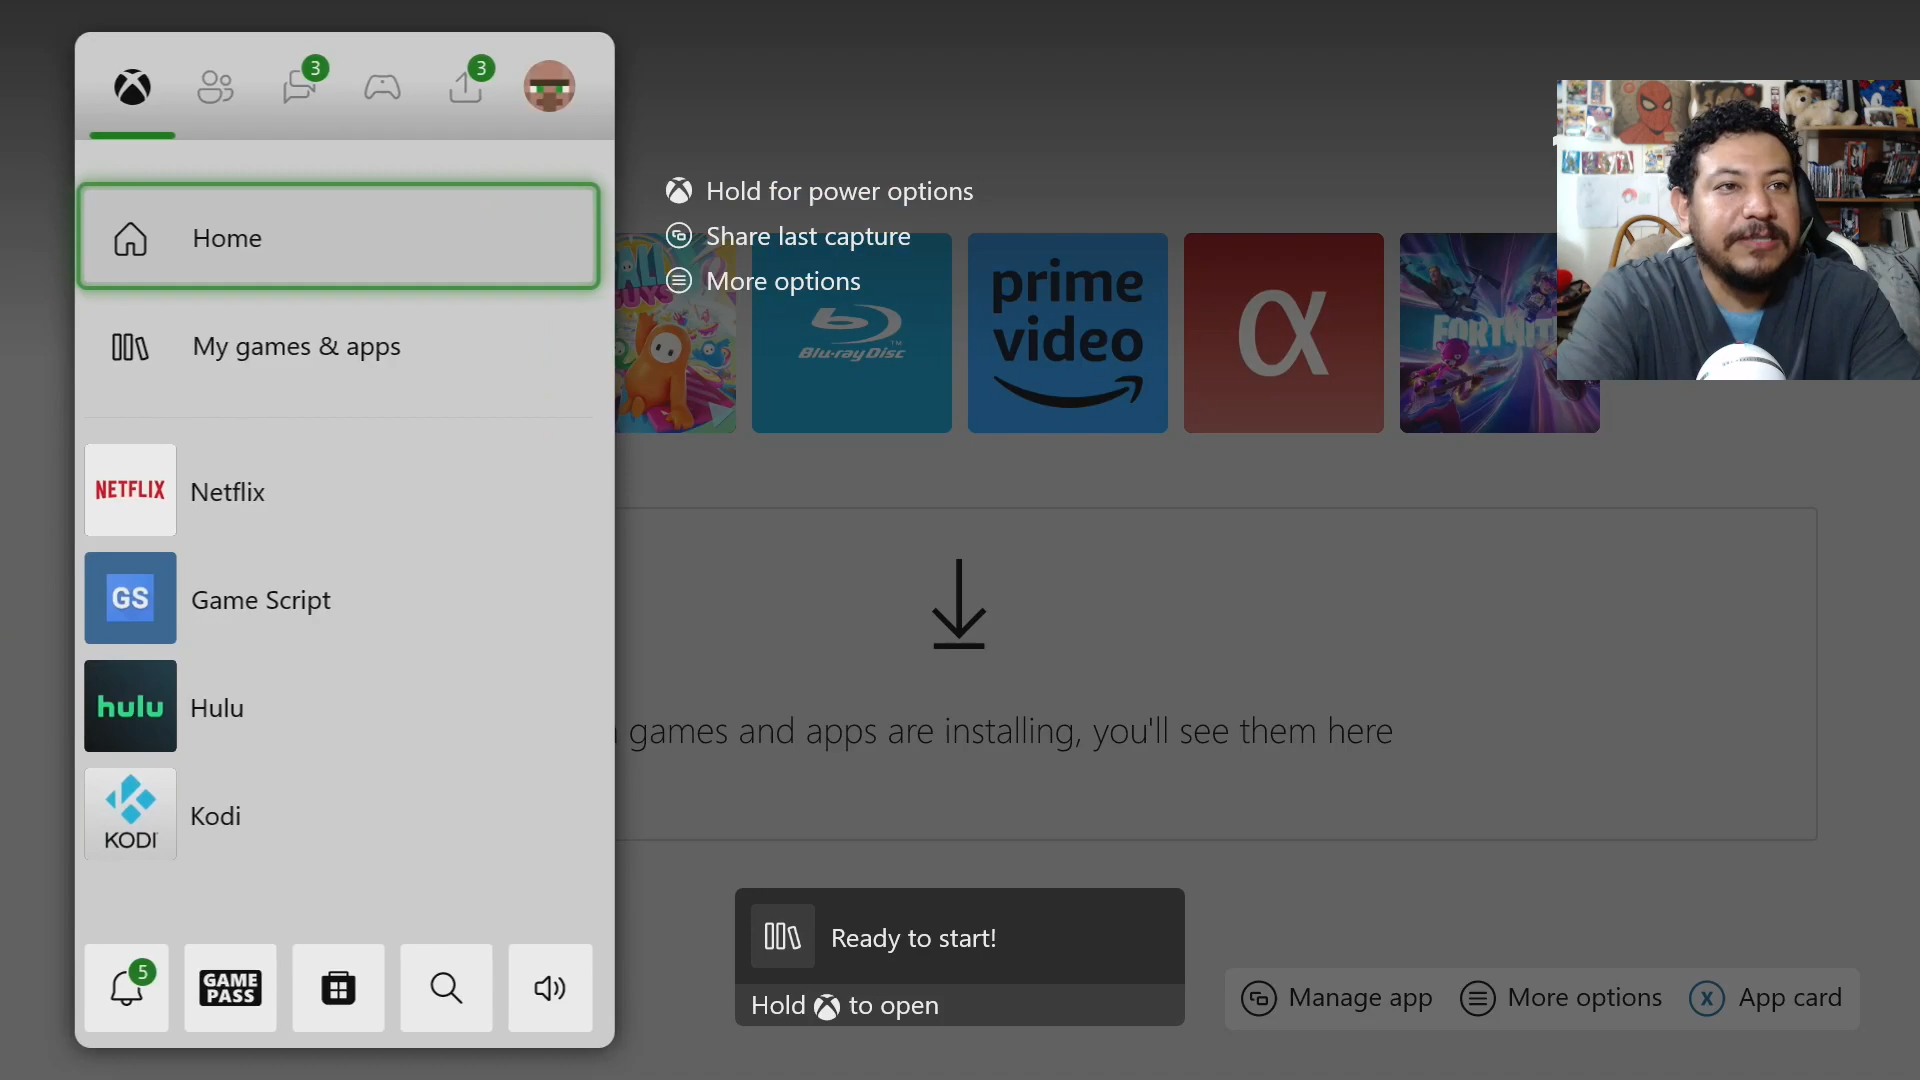 3
3
Home
My games & apps
NETFLIX
Netflix
GS
Game Script
hulu
Hulu
KODI
Kodi
5
GAME
PASS
Hold for power options
Share last capture
More options
GUYS
Blu-ray Disc
prime
video
α
FORTNIT
games and apps are installing, you'll see them here
Ready to start!
Hold to open
Manage app
More options
X
App card